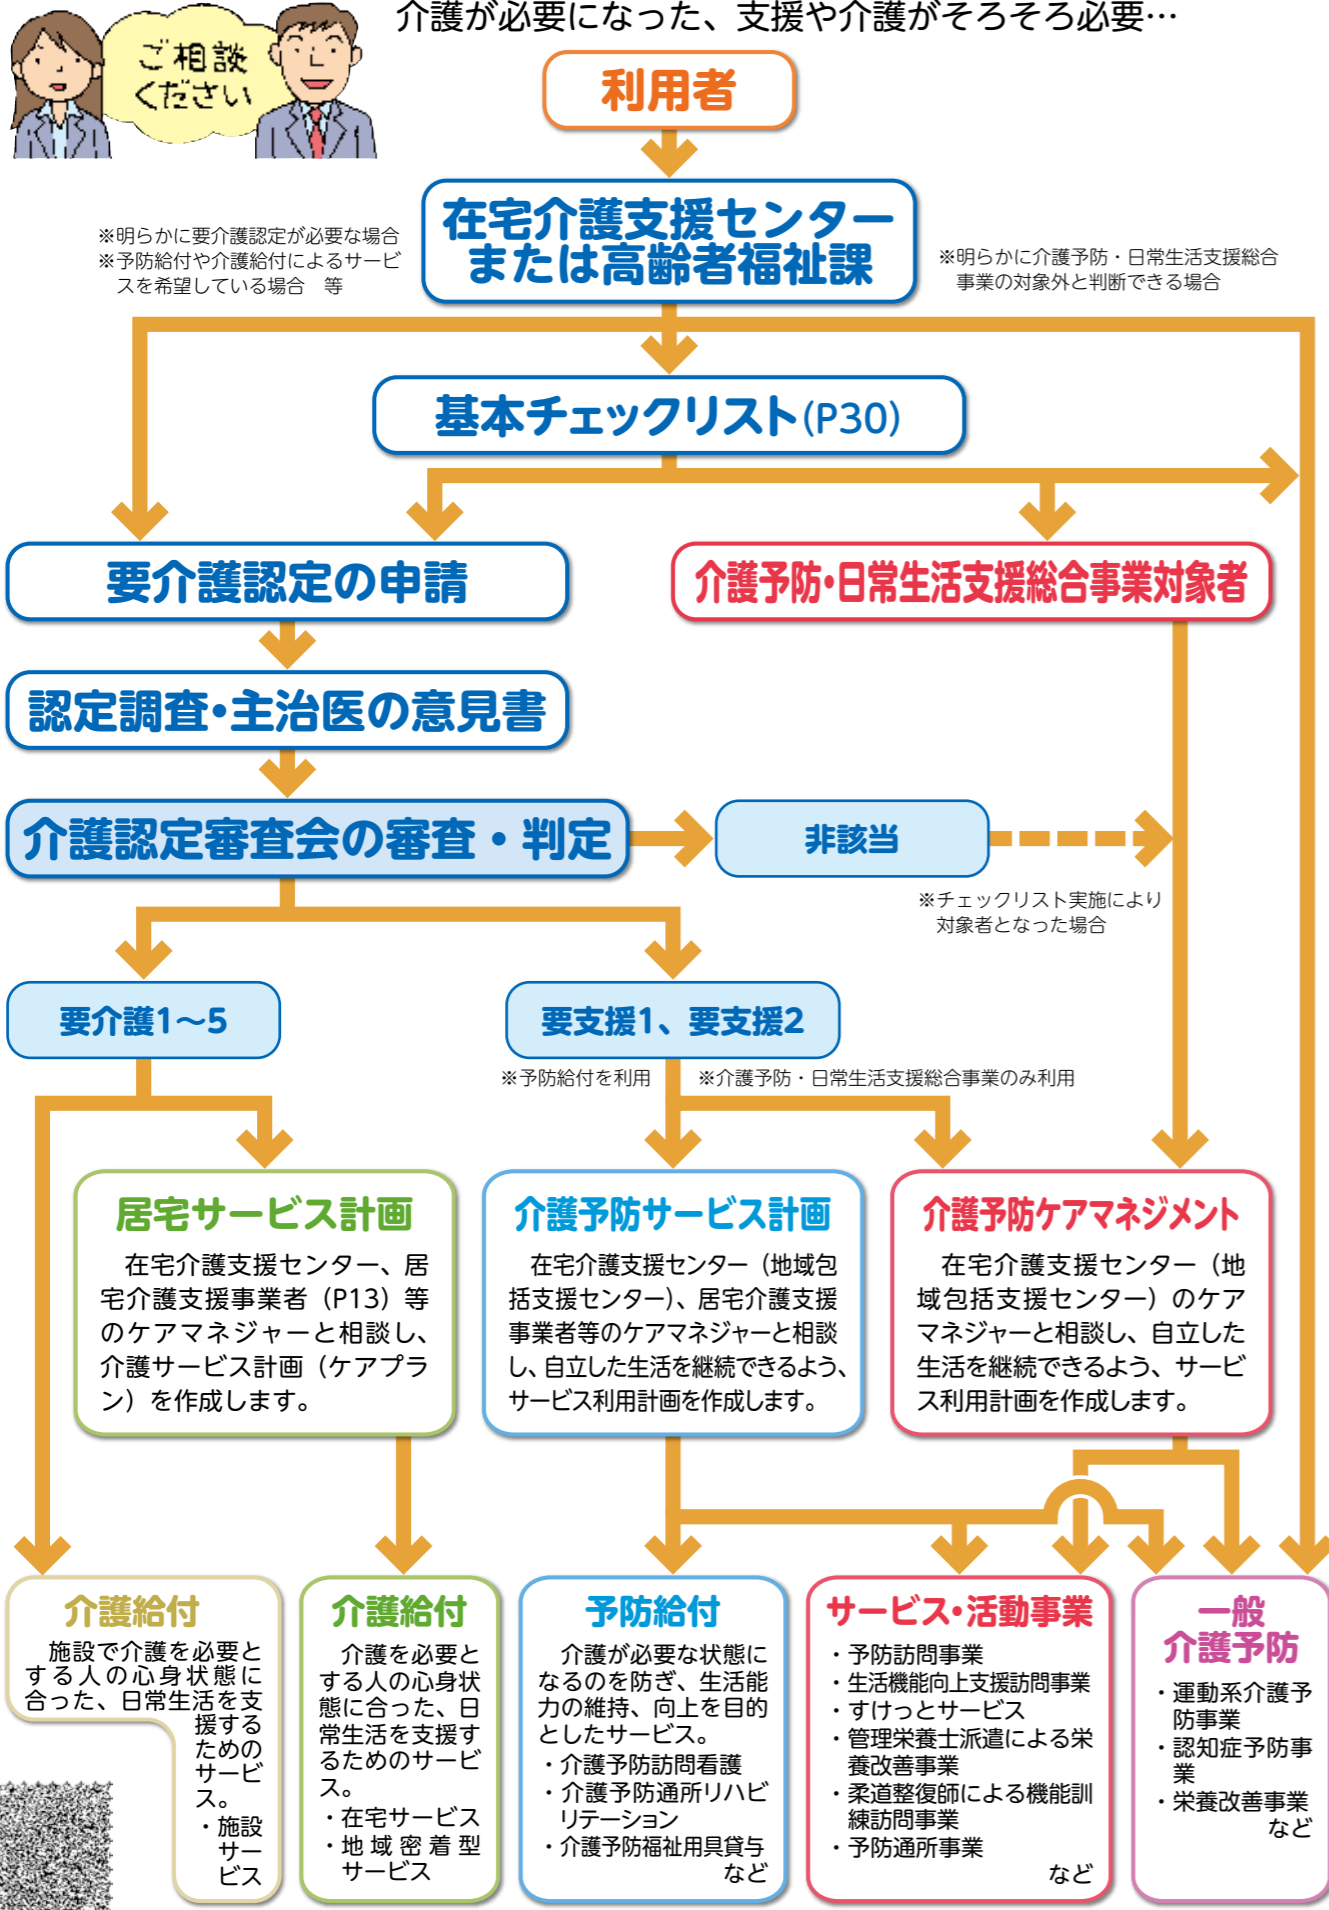 介護が必要になった、支援や介護がそろそろ必要…
ご相談
ください
利用者
在宅介護支援センター
または高齢者福祉課
※明らかに要介護認定が必要な場合
※予防給付や介護給付によるサービ
スを希望している場合　等
※明らかに介護予防・日常生活支援総合
事業の対象外と判断できる場合
基本チェックリスト(P30)
要介護認定の申請
介護予防・日常生活支援総合事業対象者
認定調査・主治医の意見書
介護認定審査会の審査・判定
非該当
※チェックリスト実施により
対象者となった場合
要介護1～5
要支援1、要支援2
※予防給付を利用
※介護予防・日常生活支援総合事業のみ利用
居宅サービス計画
在宅介護支援センター、居
宅介護支援事業者（P13）等
のケアマネジャーと相談し、
介護サービス計画（ケアプラ
ン）を作成します。
介護予防サービス計画
在宅介護支援センター（地域包
括支援センター）、居宅介護支援
事業者等のケアマネジャーと相談
し、自立した生活を継続できるよう、
サービス利用計画を作成します。
介護予防ケアマネジメント
在宅介護支援センター（地
域包括支援センター）のケア
マネジャーと相談し、自立した
生活を継続できるよう、サービ
ス利用計画を作成します。
介護給付
施設で介護を必要と
する人の心身状態に
合った、日常生活を支
援する
ための
サービ
ス。
・施設
サー
ビス
介護給付
介護を必要と
する人の心身状
態に合った、日
常生活を支援す
るためのサービ
ス。
・在宅サービス
・地域密着型
サービス
予防給付
介護が必要な状態に
なるのを防ぎ、生活能
力の維持、向上を目的
としたサービス。
・介護予防訪問看護
・介護予防通所リハビ
リテーション
・介護予防福祉用具貸与
など
サービス・活動事業
・予防訪問事業
・生活機能向上支援訪問事業
・すけっとサービス
・管理栄養士派遣による栄
養改善事業
・柔道整復師による機能訓
練訪問事業
・予防通所事業
など
一般
介護予防
・運動系介護予
防事業
・認知症予防事
業
・栄養改善事業
など